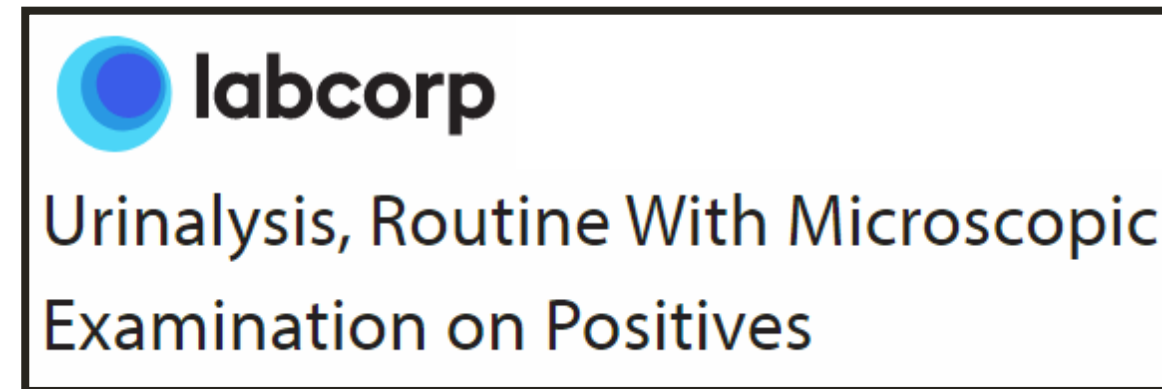 labcorp
Urinalysis, Routine With Microscopic
Examination on Positives